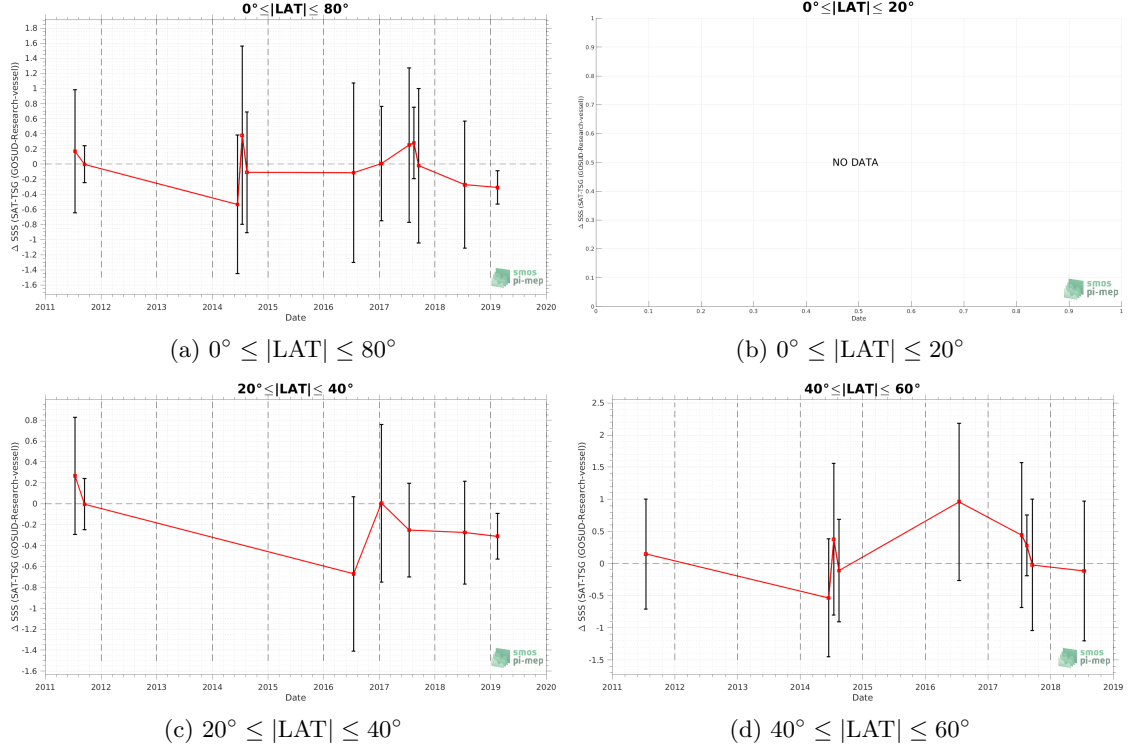 0°≤|LAT|≤ 80°
Δ SSS (SAT-TSG (GOSUD-Research-vessel))
1.8
1.6
1.4
1.2
1
0.8
0.6
0.4
0.2
0
-0.2
-0.4
-0.6
-0.8
-1
-1.2
-1.4
-1.6
2011 2012 2013 2014 2015 2016 2017 2018 2019 2020
Date
smos
pi-mep
(a) 0° ≤ |LAT| ≤ 80°
0°≤|LAT|≤ 20°
Δ SSS (SAT-TSG (GOSUD-Research-vessel))
1
0.9
0.8
0.7
0.6
0.5
0.4
0.3
0.2
0.1
0
NO DATA
0 0.1 0.2 0.3 0.4 0.5 0.6 0.7 0.8 0.9 1
Date
smos
pi-mep
(b) 0° ≤ |LAT| ≤ 20°
20°≤|LAT|≤ 40°
Δ SSS (SAT-TSG (GOSUD-Research-vessel))
0.8
0.6
0.4
0.2
0
-0.2
-0.4
-0.6
-0.8
-1
-1.2
-1.4
-1.6
2011 2012 2013 2014 2015 2016 2017 2018 2019 2020
Date
smos
pi-mep
(c) 20° ≤ |LAT| ≤ 40°
40°≤|LAT|≤ 60°
Δ SSS (SAT-TSG (GOSUD-Research-vessel))
2.5
2
1.5
1
0.5
0
-0.5
-1
-1.5
2011 2012 2013 2014 2015 2016 2017 2018 2019
Date
smos
pi-mep
(d) 40° ≤ |LAT| ≤ 60°